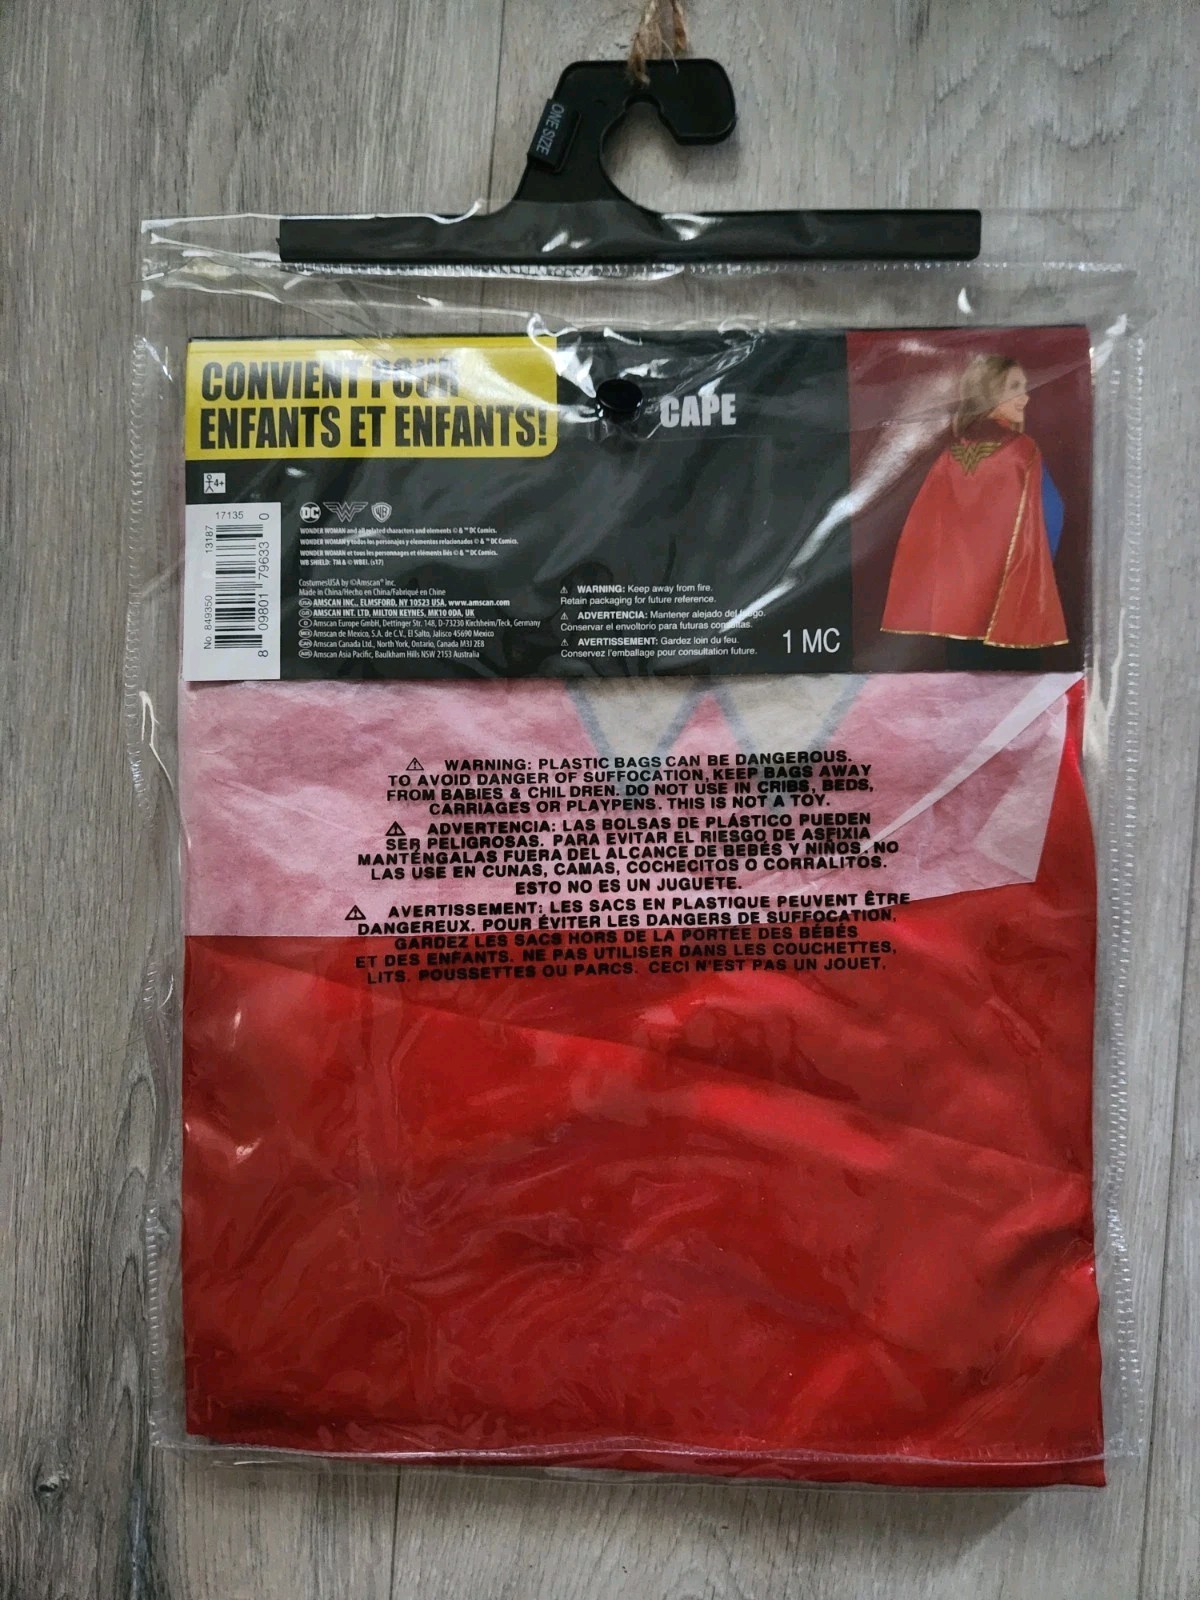 ONE SIZE
CONVIENT POUR
ENFANTS ET ENFANTS!
CAPE
4+
17135
13187
No. 849350
8 09801 79633 0
DC
W
WB
WONDER WOMAN and all related characters and elements © & ™ DC Comics.
WONDER WOMAN y todos los personajes y elementos relacionados © & ™ DC Comics.
WONDER WOMAN et tous les personnages et éléments liés © & ™ DC Comics.
WB SHIELD: TM & © WBEI. (s17)
CostumesUSA by ©Amscan® Inc.
Made in China/Hecho en China/Fabriqué en Chine
AMSCAN INC., ELMSFORD, NY 10523 USA, www.amscan.com
AMSCAN INT. LTD, MILTON KEYNES, MK10 0DA, UK
Amscan Europe GmbH, Dettinger Str. 148, D-73230 Kirchheim/Teck, Germany
Amscan de Mexico, S.A. de C.V., El Salto, Jalisco 45690 Mexico
Amscan Canada Ltd., North York, Ontario, Canada M3J 2E8
Amscan Asia Pacific, Baulkham Hills NSW 2153 Australia
⚠ WARNING: Keep away from fire.
Retain packaging for future reference.
⚠ ADVERTENCIA: Mantener alejado del fuego.
Conservar el envoltorio para futuras consultas.
⚠ AVERTISSEMENT: Gardez loin du feu.
Conservez l'emballage pour consultation future.
1 MC
⚠ WARNING: PLASTIC BAGS CAN BE DANGEROUS.
TO AVOID DANGER OF SUFFOCATION, KEEP BAGS AWAY
FROM BABIES & CHILDREN. DO NOT USE IN CRIBS, BEDS,
CARRIAGES OR PLAYPENS. THIS IS NOT A TOY.
⚠ ADVERTENCIA: LAS BOLSAS DE PLÁSTICO PUEDEN
SER PELIGROSAS. PARA EVITAR EL RIESGO DE ASFIXIA
MANTÉNGALAS FUERA DEL ALCANCE DE BEBÉS Y NIÑOS. NO
LAS USE EN CUNAS, CAMAS, COCHECITOS O CORRALITOS.
ESTO NO ES UN JUGUETE.
⚠ AVERTISSEMENT: LES SACS EN PLASTIQUE PEUVENT ÊTRE
DANGEREUX. POUR ÉVITER LES DANGERS DE SUFFOCATION,
GARDEZ LES SACS HORS DE LA PORTÉE DES BÉBÉS
ET DES ENFANTS. NE PAS UTILISER DANS LES COUCHETTES,
LITS. POUSSETTES OU PARCS. CECI N'EST PAS UN JOUET.